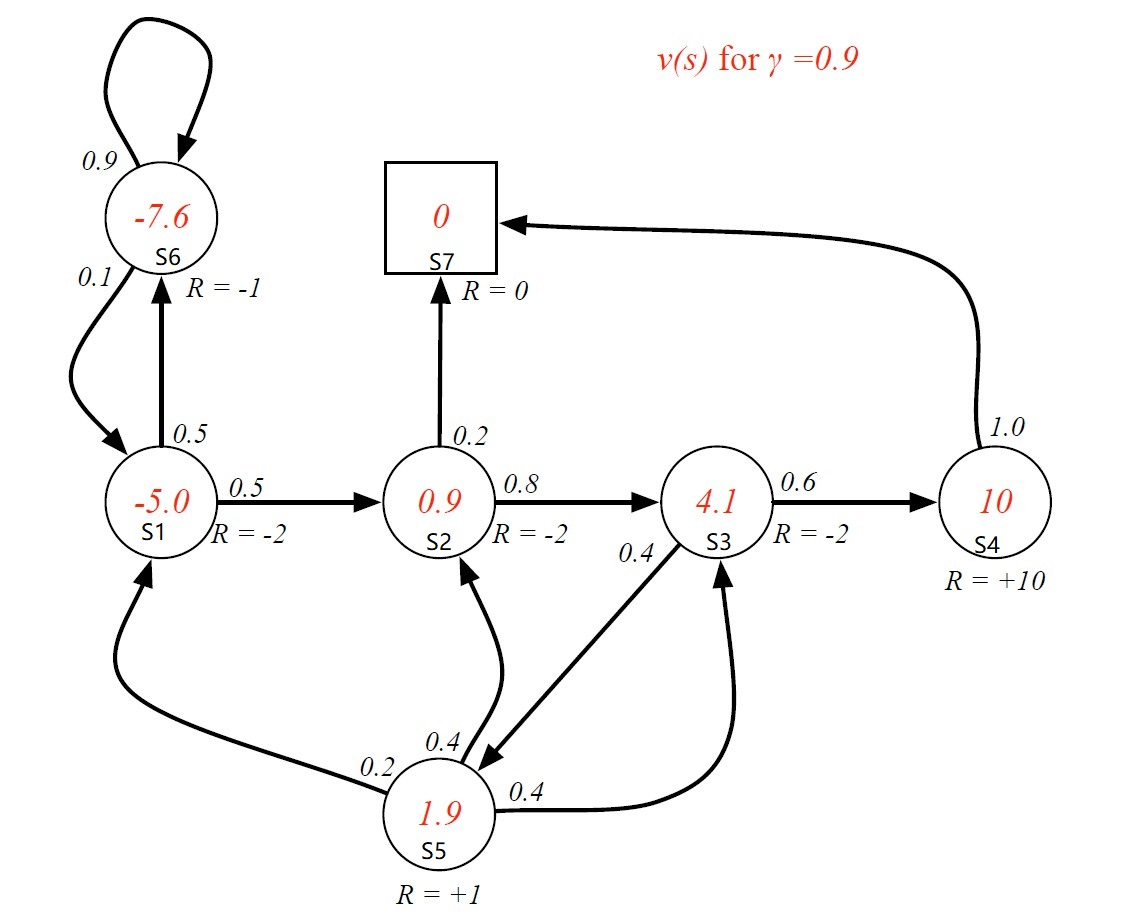 v(s) for γ =0.9
0.9
-7.6
S6
0.1
R = -1
0
S7
R = 0
0.5
0.5
-5.0
S1
R = -2
0.2
0.8
0.9
S2
R = -2
0.6
4.1
S3
R = -2
0.4
1.0
10
S4
R = +10
0.4
0.2
0.4
1.9
S5
R = +1